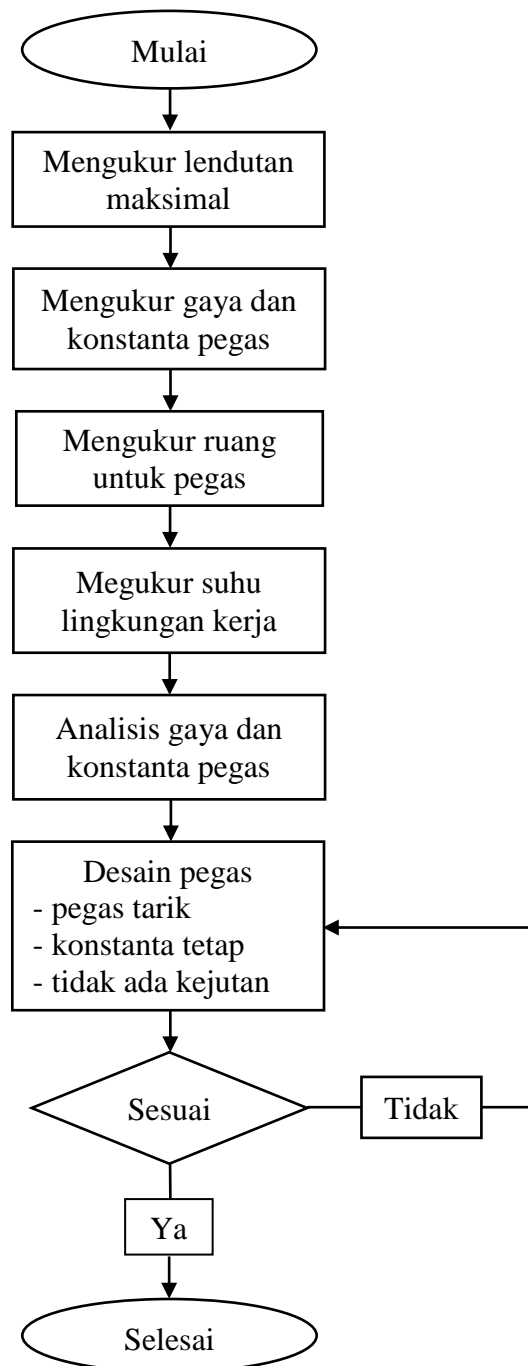 Mulai
Mengukur lendutan
maksimal
Mengukur gaya dan
konstanta pegas
Mengukur ruang
untuk pegas
Megukur suhu
lingkungan kerja
Analisis gaya dan
konstanta pegas
Desain pegas
- pegas tarik
- konstanta tetap
- tidak ada kejutan
Sesuai
Tidak
Ya
Selesai